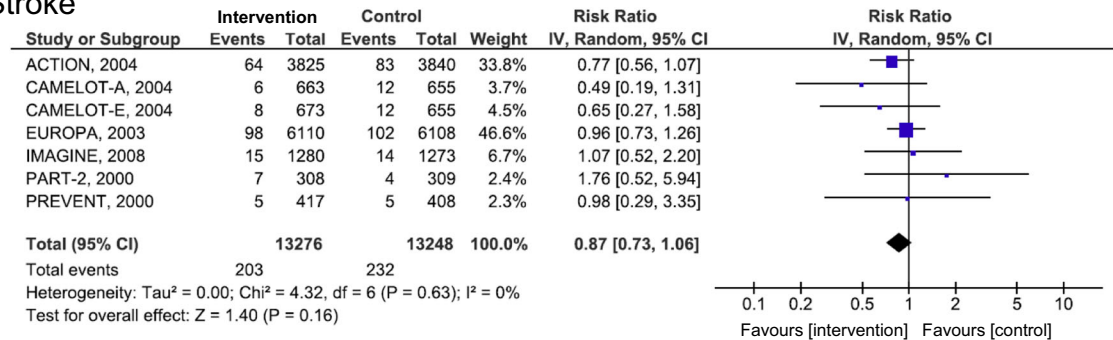 Stroke
Intervention Control Risk Ratio Risk Ratio
Study or Subgroup Events Total Events Total Weight IV, Random, 95% CI IV, Random, 95% CI
ACTION, 2004 64 3825 83 3840 33.8% 0.77 [0.56, 1.07]
CAMELOT-A, 2004 6 663 12 655 3.7% 0.49 [0.19, 1.31]
CAMELOT-E, 2004 8 673 12 655 4.5% 0.65 [0.27, 1.58]
EUROPA, 2003 98 6110 102 6108 46.6% 0.96 [0.73, 1.26]
IMAGINE, 2008 15 1280 14 1273 6.7% 1.07 [0.52, 2.20]
PART-2, 2000 7 308 4 309 2.4% 1.76 [0.52, 5.94]
PREVENT, 2000 5 417 5 408 2.3% 0.98 [0.29, 3.35]
Total (95% CI) 13276 13248 100.0% 0.87 [0.73, 1.06]
Total events 203 232
Heterogeneity: Tau² = 0.00; Chi² = 4.32, df = 6 (P = 0.63); I² = 0%
Test for overall effect: Z = 1.40 (P = 0.16)
0.1 0.2 0.5 1 2 5 10
Favours [intervention] Favours [control]